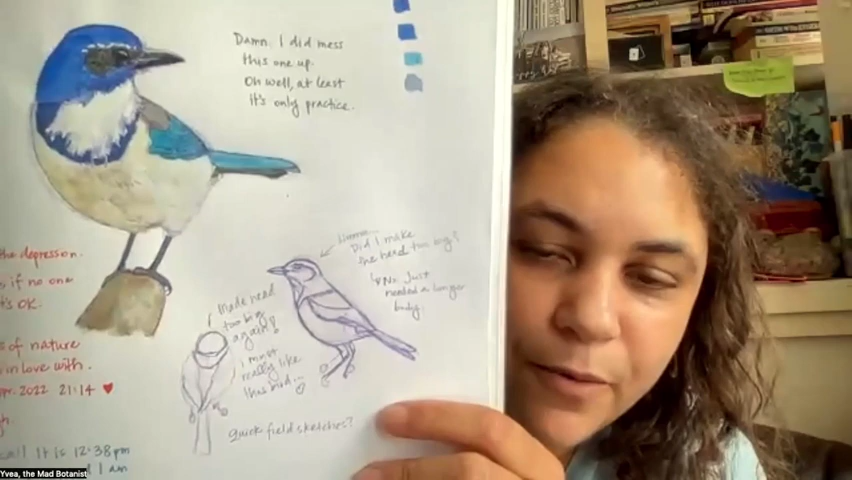 Damn. I did mess
this one up.
Oh well, at least
it's only practice.
Hmmm...
Did I make
the head too big?
No. Just
needed a longer
body.
Made head
too big
again?
I must
really like
this bird...
quick field sketches?
the depression.
s if no one
t's OK.
s of nature
in love with.
pr. 2022 21:14
call it is 12:38pm
I am
Yvea, the Mad Botanist